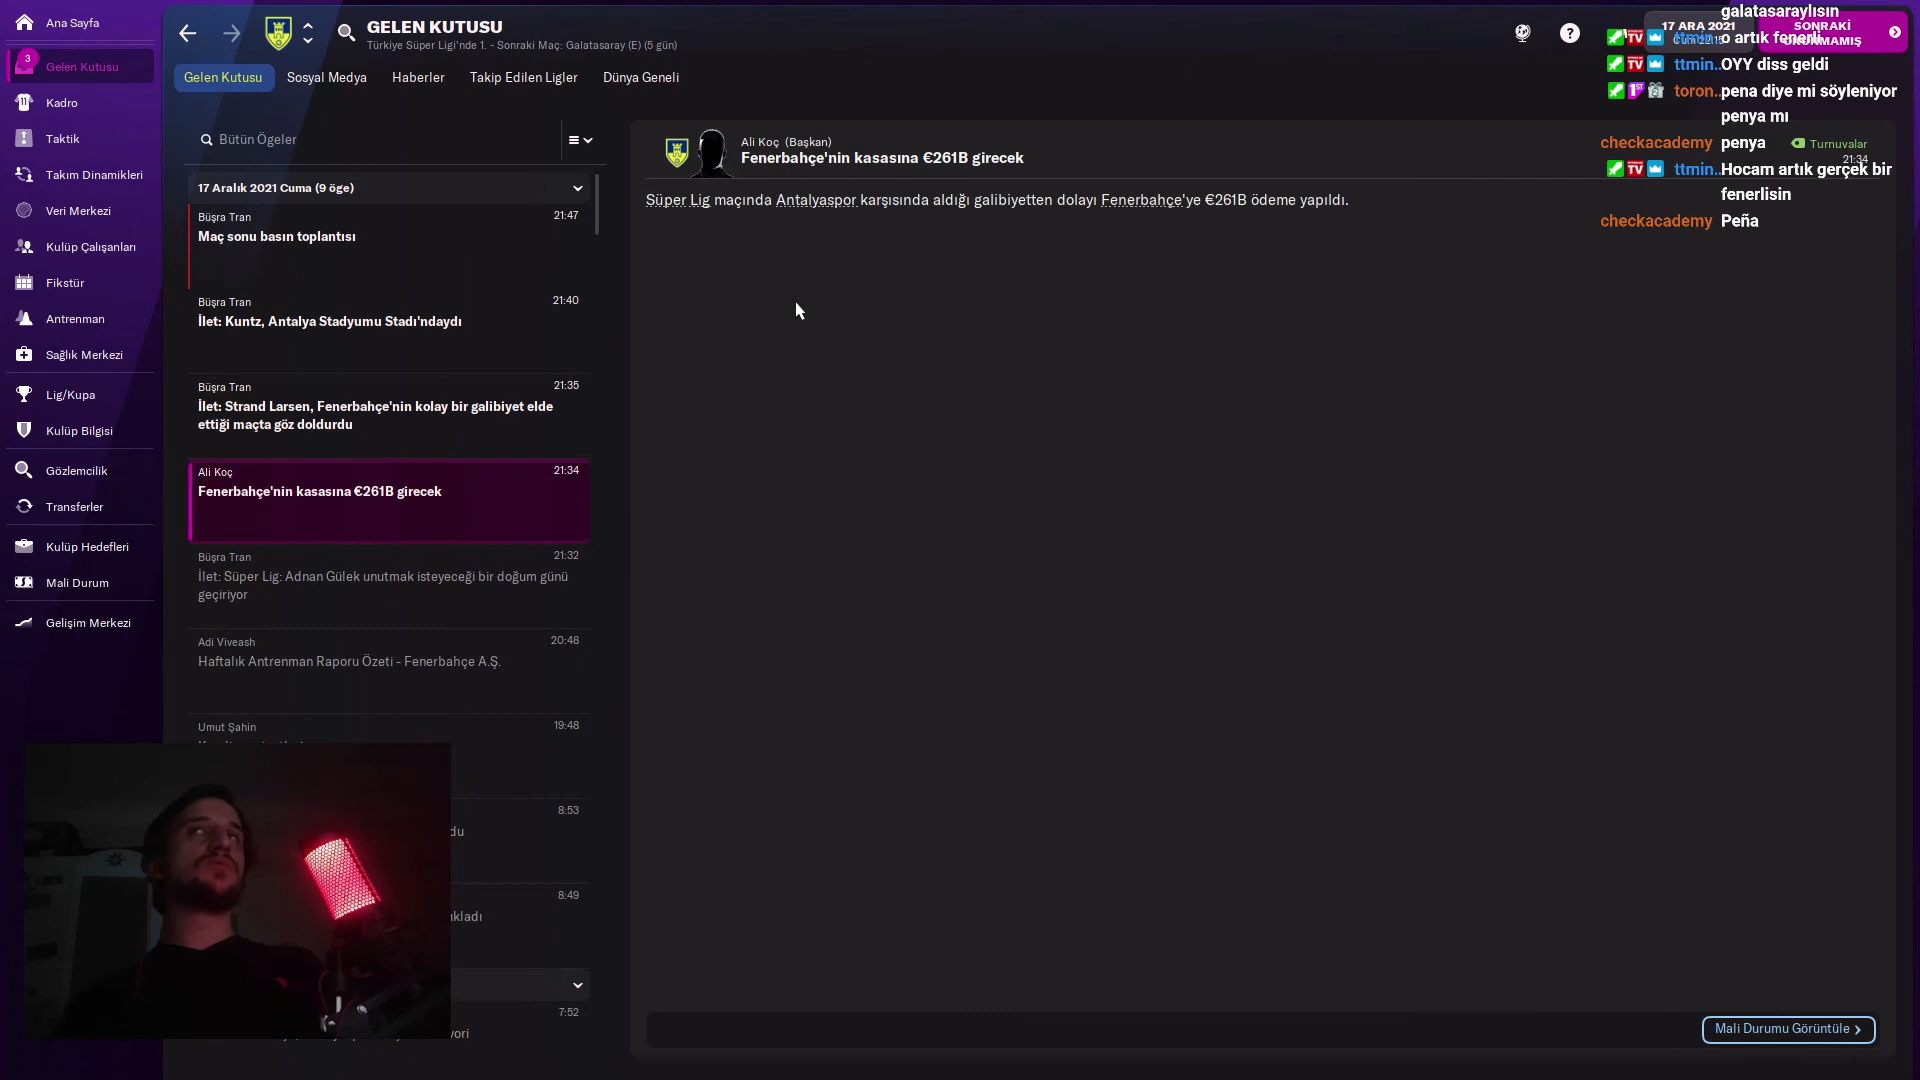 Ana Sayfa
3
Gelen Kutusu
Kadro
Taktik
Takım Dinamikleri
Veri Merkezi
Kulüp Çalışanları
Fikstür
Antrenman
Sağlık Merkezi
Lig/Kupa
Kulüp Bilgisi
Gözlemcilik
Transferler
Kulüp Hedefleri
Mali Durum
Gelişim Merkezi
GELEN KUTUSU
Türkiye Süper Ligi'nde 1. - Sonraki Maç: Galatasaray (E) (5 gün)
Gelen Kutusu
Sosyal Medya
Haberler
Takip Edilen Ligler
Dünya Geneli
17 ARA 2021
SONRAKİ
Bütün Ögeler
17 Aralık 2021 Cuma (9 öge)
Büşra Tran
21:47
Maç sonu basın toplantısı
Büşra Tran
21:40
İlet: Kuntz, Antalya Stadyumu Stadı'ndaydı
Büşra Tran
21:35
İlet: Strand Larsen, Fenerbahçe'nin kolay bir galibiyet elde
ettiği maçta göz doldurdu
Ali Koç
21:34
Fenerbahçe'nin kasasına €261B girecek
Büşra Tran
21:32
İlet: Süper Lig: Adnan Gülek unutmak isteyeceği bir doğum günü
geçiriyor
Adi Viveash
20:48
Haftalık Antrenman Raporu Özeti - Fenerbahçe A.Ş.
Umut Şahin
19:48
8:53
du
8:49
ıkladı
7:52
yori
Ali Koç (Başkan)
Fenerbahçe'nin kasasına €261B girecek
Turnuvalar
21:34
Süper Lig maçında Antalyaspor karşısında aldığı galibiyetten dolayı Fenerbahçe'ye €261B ödeme yapıldı.
Mali Durumu Görüntüle
galatasaraylısın
ttmin.. o artık fenerli
ttmin.. OYY diss geldi
toron.. pena diye mi söyleniyor
penya mı
checkacademy penya
ttmin.. Hocam artık gerçek bir
fenerlisin
checkacademy Peña